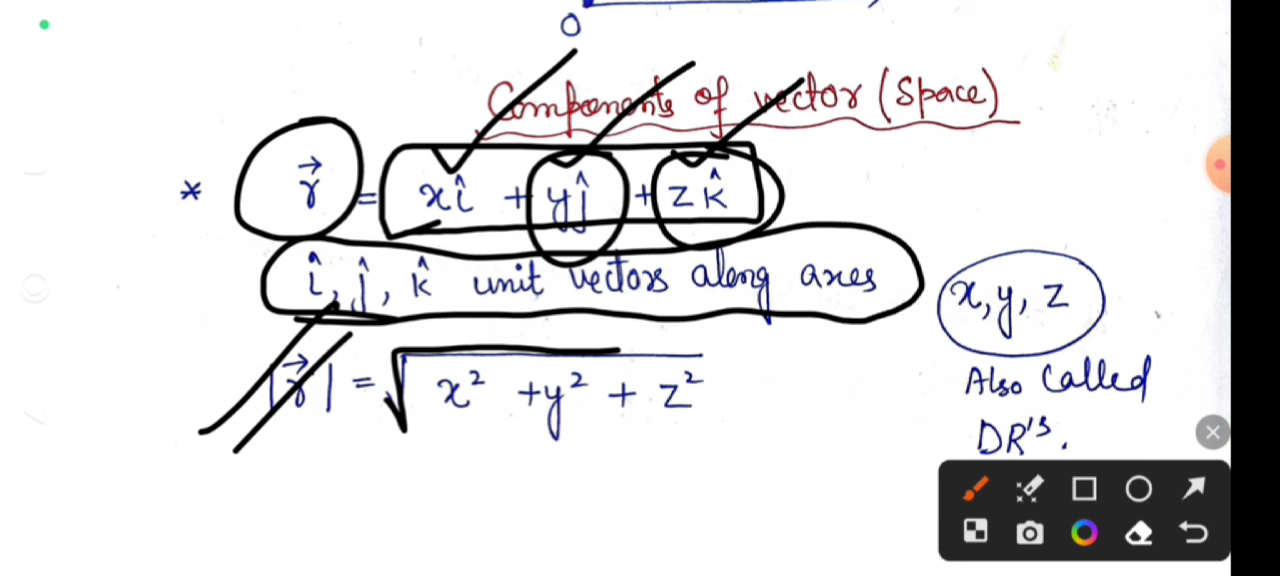 O
Components of vector (Space)
* r⃗ = xî + yĵ + zk̂
î, ĵ, k̂ unit vectors along axes
x, y, z
|r⃗| = √x² + y² + z²
Also Called
DR's.